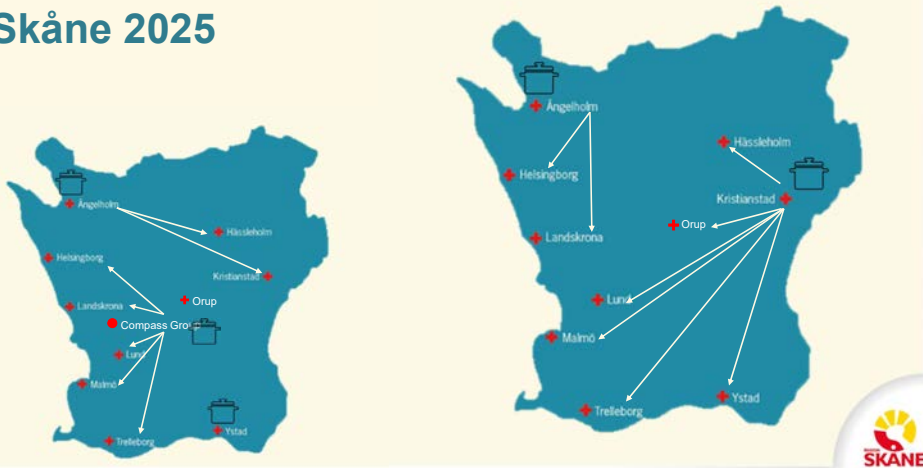 Skåne 2025
Ängelholm
Hässleholm
Helsingborg
Kristianstad
Orup
Landskrona
Compass Group
Lund
Malmö
Ystad
Trelleborg
Ängelholm
Hässleholm
Helsingborg
Kristianstad
Orup
Landskrona
Lund
Malmö
Ystad
Trelleborg
SKÅNE